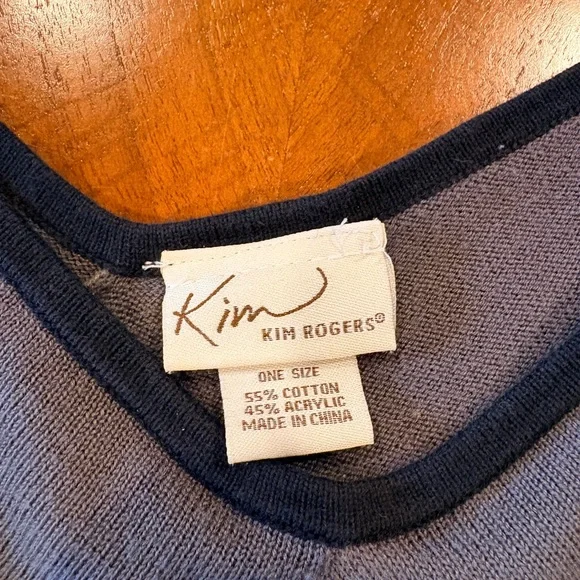 Kim
KIM ROGERS®
ONE SIZE
55% COTTON
45% ACRYLIC
MADE IN CHINA